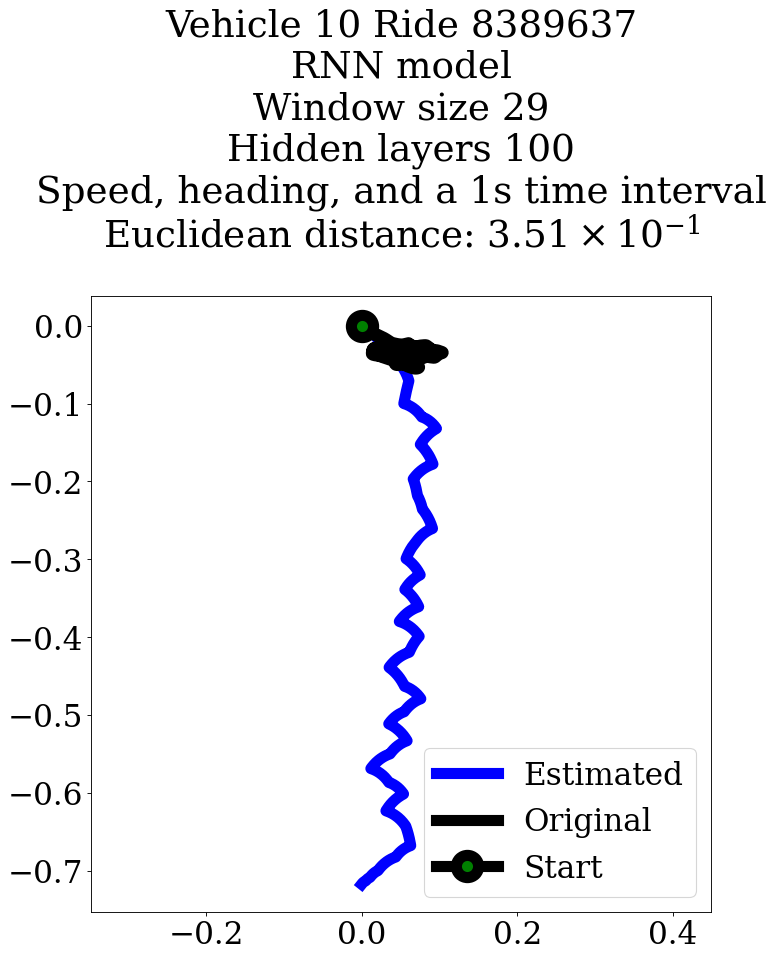 Vehicle 10 Ride 8389637
RNN model
Window size 29
Hidden layers 100
Speed, heading, and a 1s time interval
Euclidean distance: 3.51 × 10⁻¹
0.0
−0.1
−0.2
−0.3
−0.4
−0.5
−0.6
−0.7
Estimated
Original
Start
−0.2 0.0 0.2 0.4